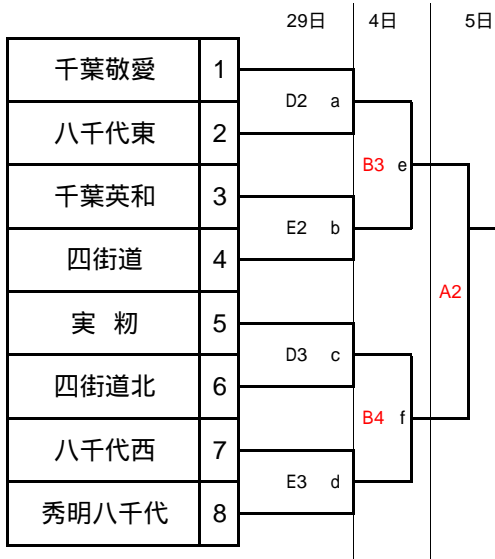 29日 4日 5日
千葉敬愛 1
D2 a
八千代東 2
B3 e
千葉英和 3
E2 b
四街道 4
A2
実 籾 5
D3 c
四街道北 6
B4 f
八千代西 7
E3 d
秀明八千代 8